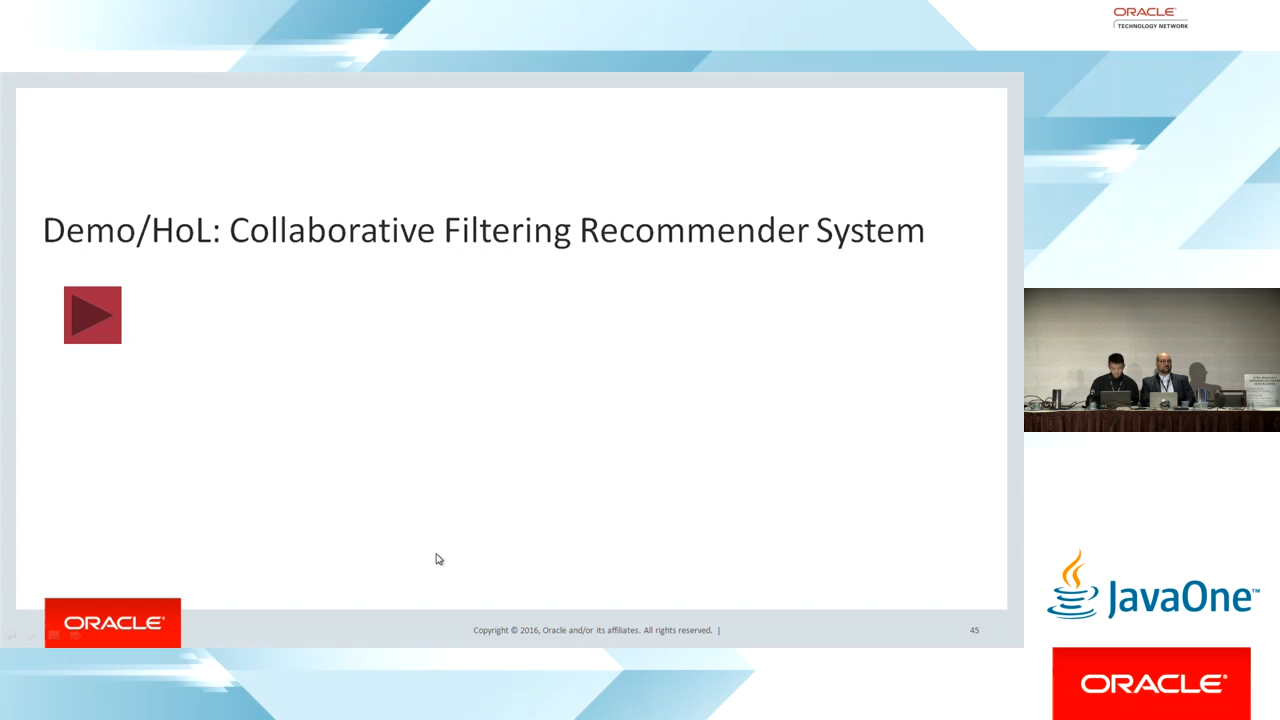 ORACLE
TECHNOLOGY NETWORK
Demo/HoL: Collaborative Filtering Recommender System
ORACLE
Copyright © 2016, Oracle and/or its affiliates. All rights reserved. |
45
JavaOne™
ORACLE